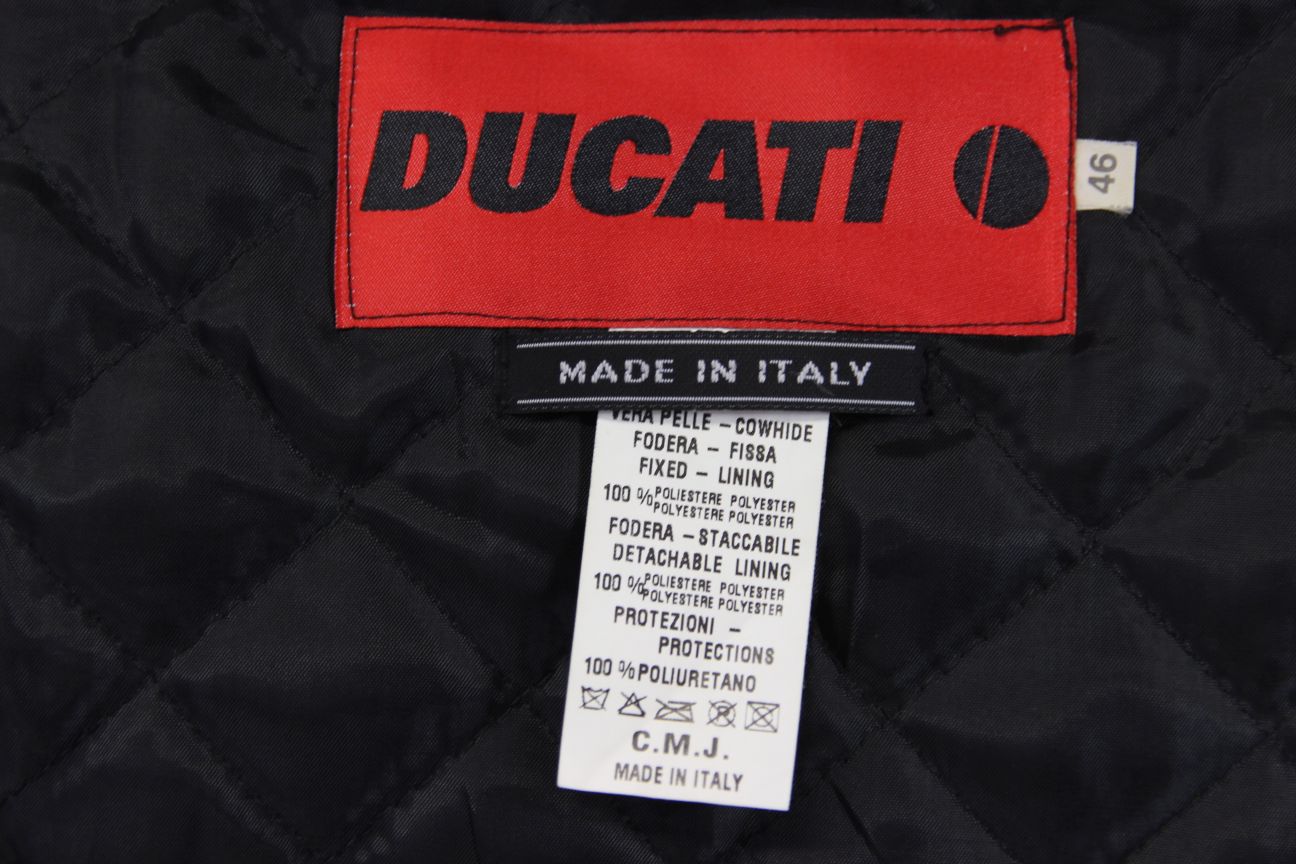 DUCATI
46
MADE IN ITALY
VERA PELLE - COWHIDE
FODERA - FISSA
FIXED - LINING
100 % POLIESTERE POLYESTER
POLYESTERE POLYESTER
FODERA - STACCABILE
DETACHABLE LINING
100 % POLIESTERE POLYESTER
POLYESTERE POLYESTER
PROTEZIONI -
PROTECTIONS
100 % POLIURETANO
C.M.J.
MADE IN ITALY